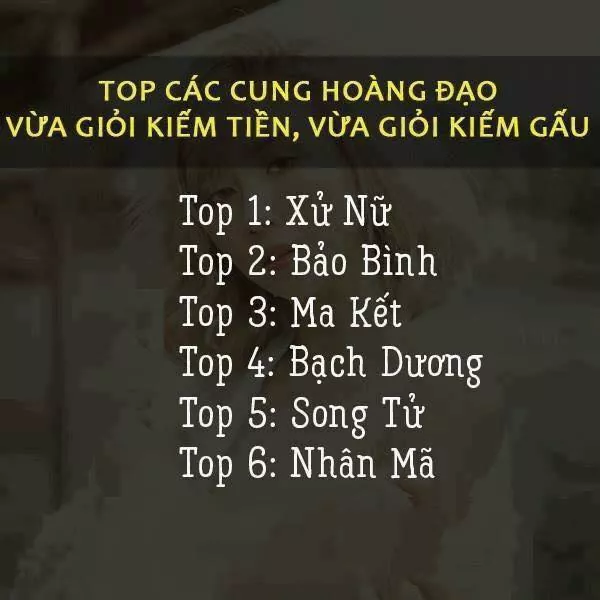 TOP CÁC CUNG HOÀNG ĐẠO
VỪA GIỎI KIẾM TIỀN, VỪA GIỎI KIẾM GẤU
Top 1: Xử Nữ
Top 2: Bảo Bình
Top 3: Ma Kết
Top 4: Bạch Dương
Top 5: Song Tử
Top 6: Nhân Mã